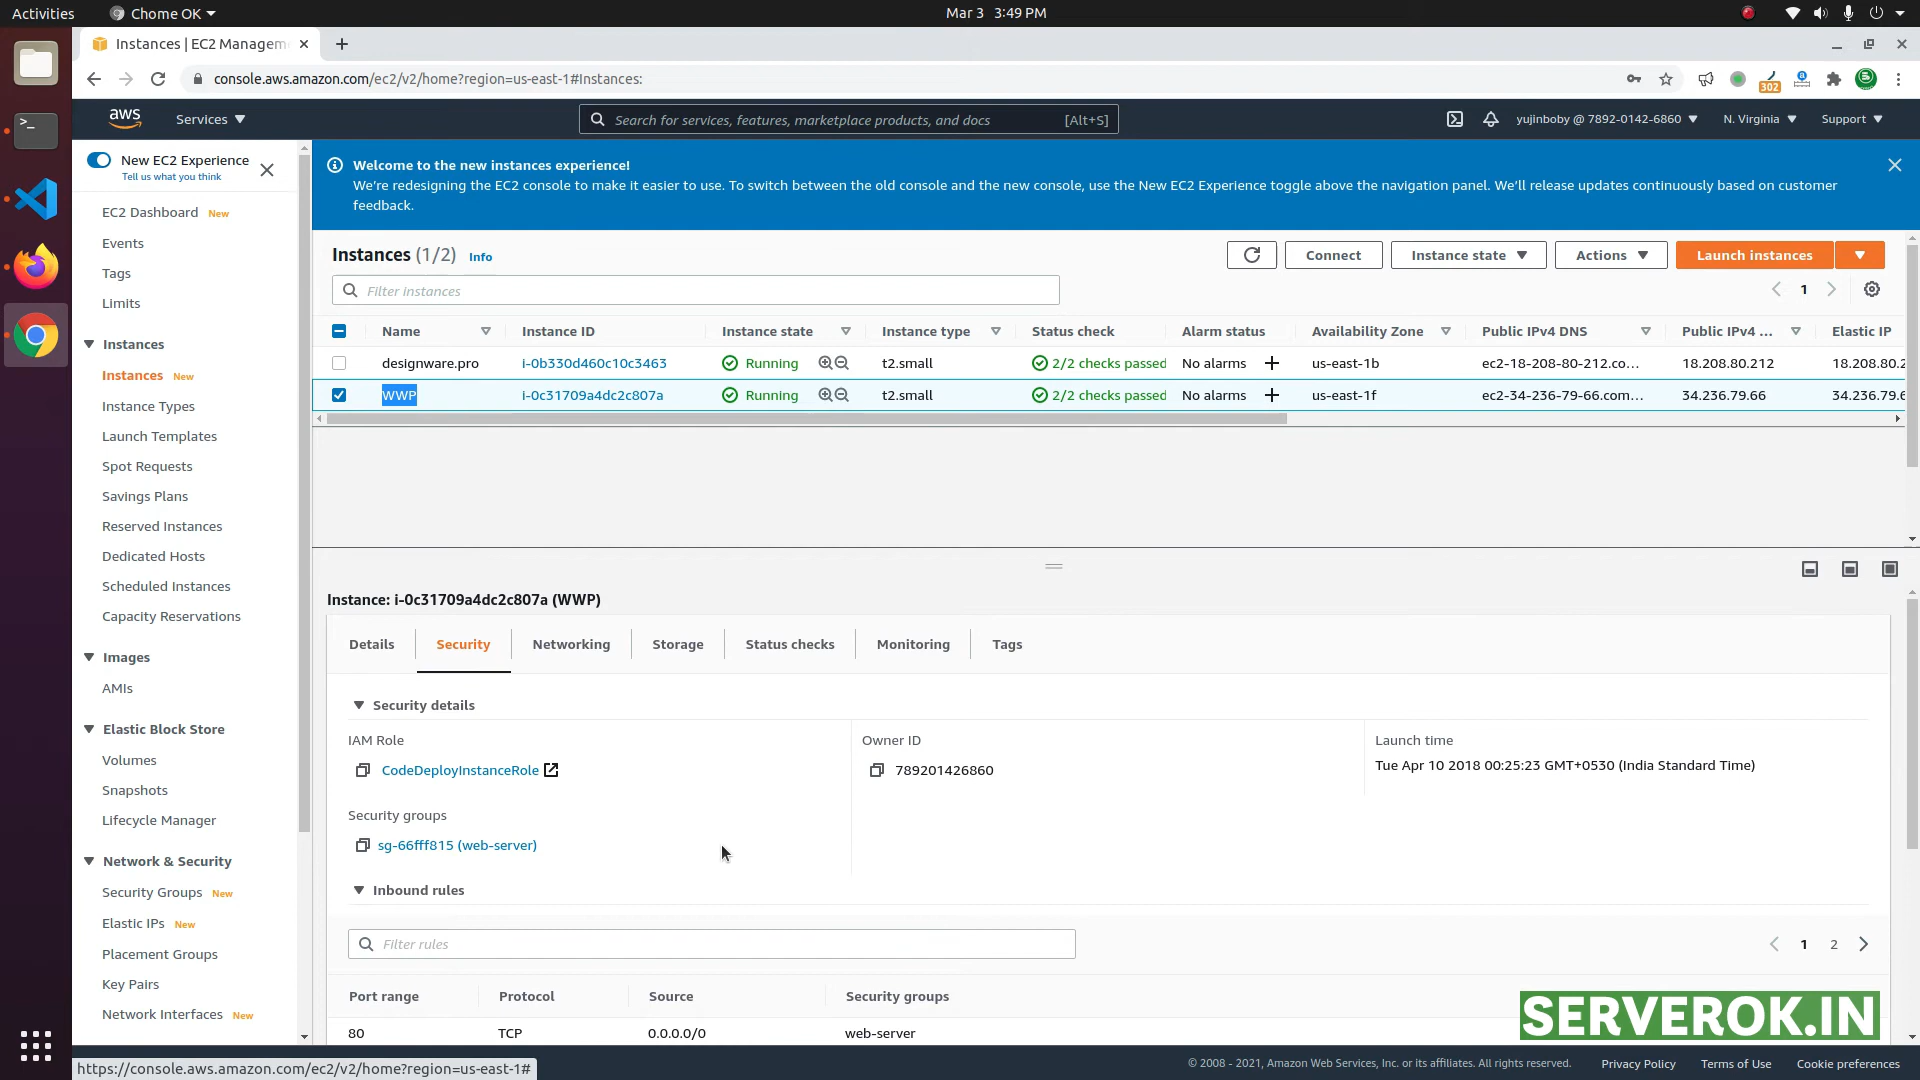 Activities
Chome OK
Mar 3 3:49 PM
Instances | EC2 Managem
console.aws.amazon.com/ec2/v2/home?region=us-east-1#Instances:
302
aws
Services
Search for services, features, marketplace products, and docs
[Alt+S]
yujinboby @ 7892-0142-6860
N. Virginia
Support
New EC2 Experience
Tell us what you think
EC2 Dashboard New
Events
Tags
Limits
Instances
Instances New
Instance Types
Launch Templates
Spot Requests
Savings Plans
Reserved Instances
Dedicated Hosts
Scheduled Instances
Capacity Reservations
Images
AMIs
Elastic Block Store
Volumes
Snapshots
Lifecycle Manager
Network & Security
Security Groups New
Elastic IPs New
Placement Groups
Key Pairs
Network Interfaces New
Welcome to the new instances experience!
We're redesigning the EC2 console to make it easier to use. To switch between the old console and the new console, use the New EC2 Experience toggle above the navigation panel. We'll release updates continuously based on customer
feedback.
Instances (1/2) Info
Connect
Instance state
Actions
Launch instances
Filter instances
1
Name Instance ID Instance state Instance type Status check Alarm status Availability Zone Public IPv4 DNS Public IPv4 ... Elastic IP
designware.pro i-0b330d460c10c3463 Running t2.small 2/2 checks passed No alarms us-east-1b ec2-18-208-80-212.co... 18.208.80.212 18.208.80.2
WWP i-0c31709a4dc2c807a Running t2.small 2/2 checks passed No alarms us-east-1f ec2-34-236-79-66.com... 34.236.79.66 34.236.79.6
Instance: i-0c31709a4dc2c807a (WWP)
Details Security Networking Storage Status checks Monitoring Tags
Security details
IAM Role
CodeDeployInstanceRole
Owner ID
789201426860
Launch time
Tue Apr 10 2018 00:25:23 GMT+0530 (India Standard Time)
Security groups
sg-66fff815 (web-server)
Inbound rules
Filter rules
1 2
Port range Protocol Source Security groups
80 TCP 0.0.0.0/0 web-server
SERVEROK.IN
https://console.aws.amazon.com/ec2/v2/home?region=us-east-1#
© 2008 - 2021, Amazon Web Services, Inc. or its affiliates. All rights reserved.
Privacy Policy
Terms of Use
Cookie preferences